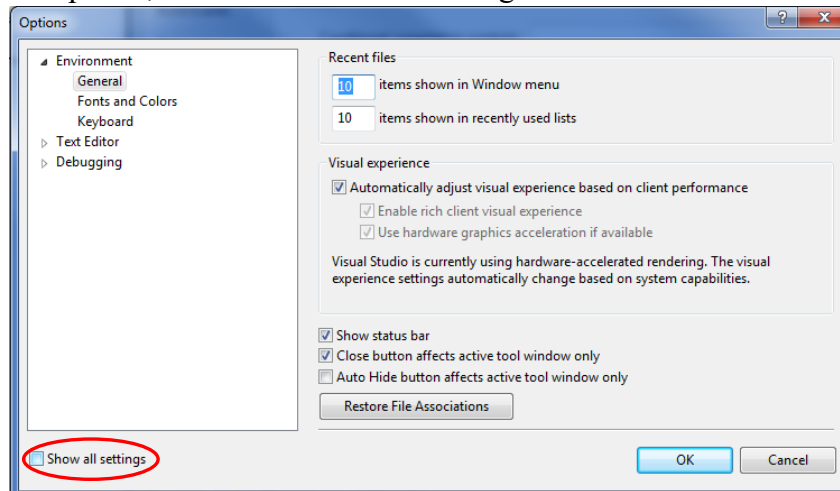 Options
Environment
General
Fonts and Colors
Keyboard
Text Editor
Debugging
Recent files
10 items shown in Window menu
10 items shown in recently used lists
Visual experience
Automatically adjust visual experience based on client performance
Enable rich client visual experience
Use hardware graphics acceleration if available
Visual Studio is currently using hardware-accelerated rendering. The visual
experience settings automatically change based on system capabilities.
Show status bar
Close button affects active tool window only
Auto Hide button affects active tool window only
Restore File Associations
Show all settings
OK Cancel